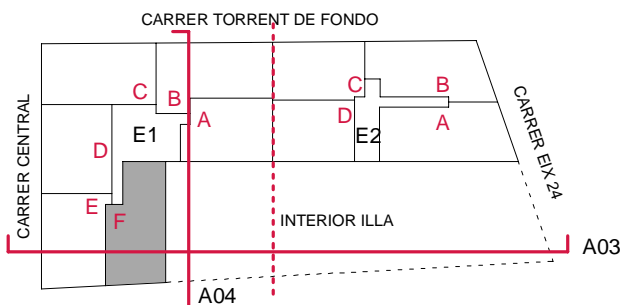 CARRER TORRENT DE FONDO
C
B
A
C
B
D
A
E1
E2
D
CARRER CENTRAL
CARRER EIX 24
E
F
INTERIOR ILLA
A03
A04